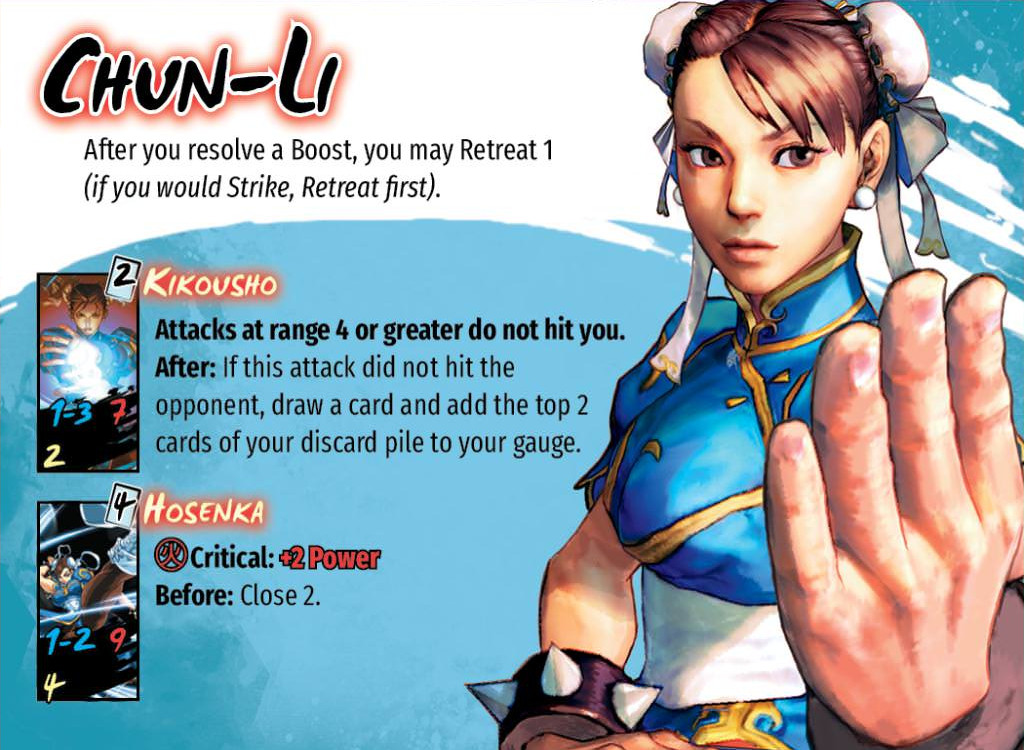 CHUN-LI
After you resolve a Boost, you may Retreat 1
(if you would Strike, Retreat first).
2 KIKOUSHO
Attacks at range 4 or greater do not hit you.
After: If this attack did not hit the
opponent, draw a card and add the top 2
cards of your discard pile to your gauge.
1-3 7
2
4 HOSENKA
火 Critical: +2 Power
Before: Close 2.
1-2 9
4